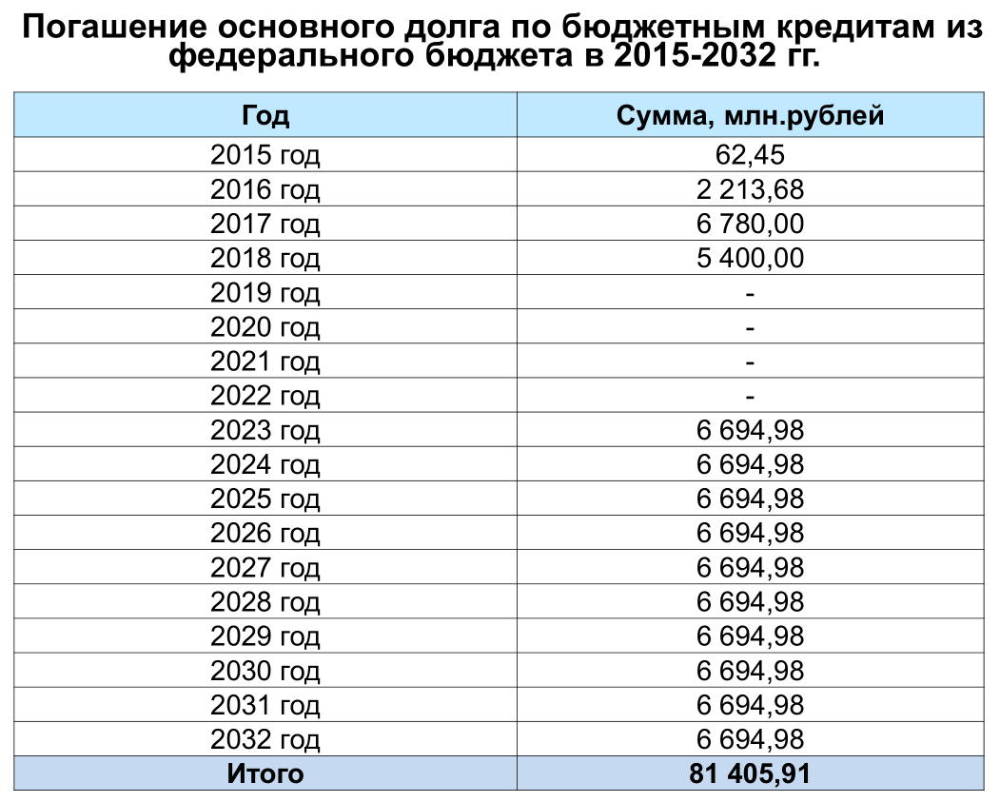 Погашение основного долга по бюджетным кредитам из
федерального бюджета в 2015-2032 гг.
Год Сумма, млн.рублей
2015 год 62,45
2016 год 2 213,68
2017 год 6 780,00
2018 год 5 400,00
2019 год -
2020 год -
2021 год -
2022 год -
2023 год 6 694,98
2024 год 6 694,98
2025 год 6 694,98
2026 год 6 694,98
2027 год 6 694,98
2028 год 6 694,98
2029 год 6 694,98
2030 год 6 694,98
2031 год 6 694,98
2032 год 6 694,98
Итого 81 405,91